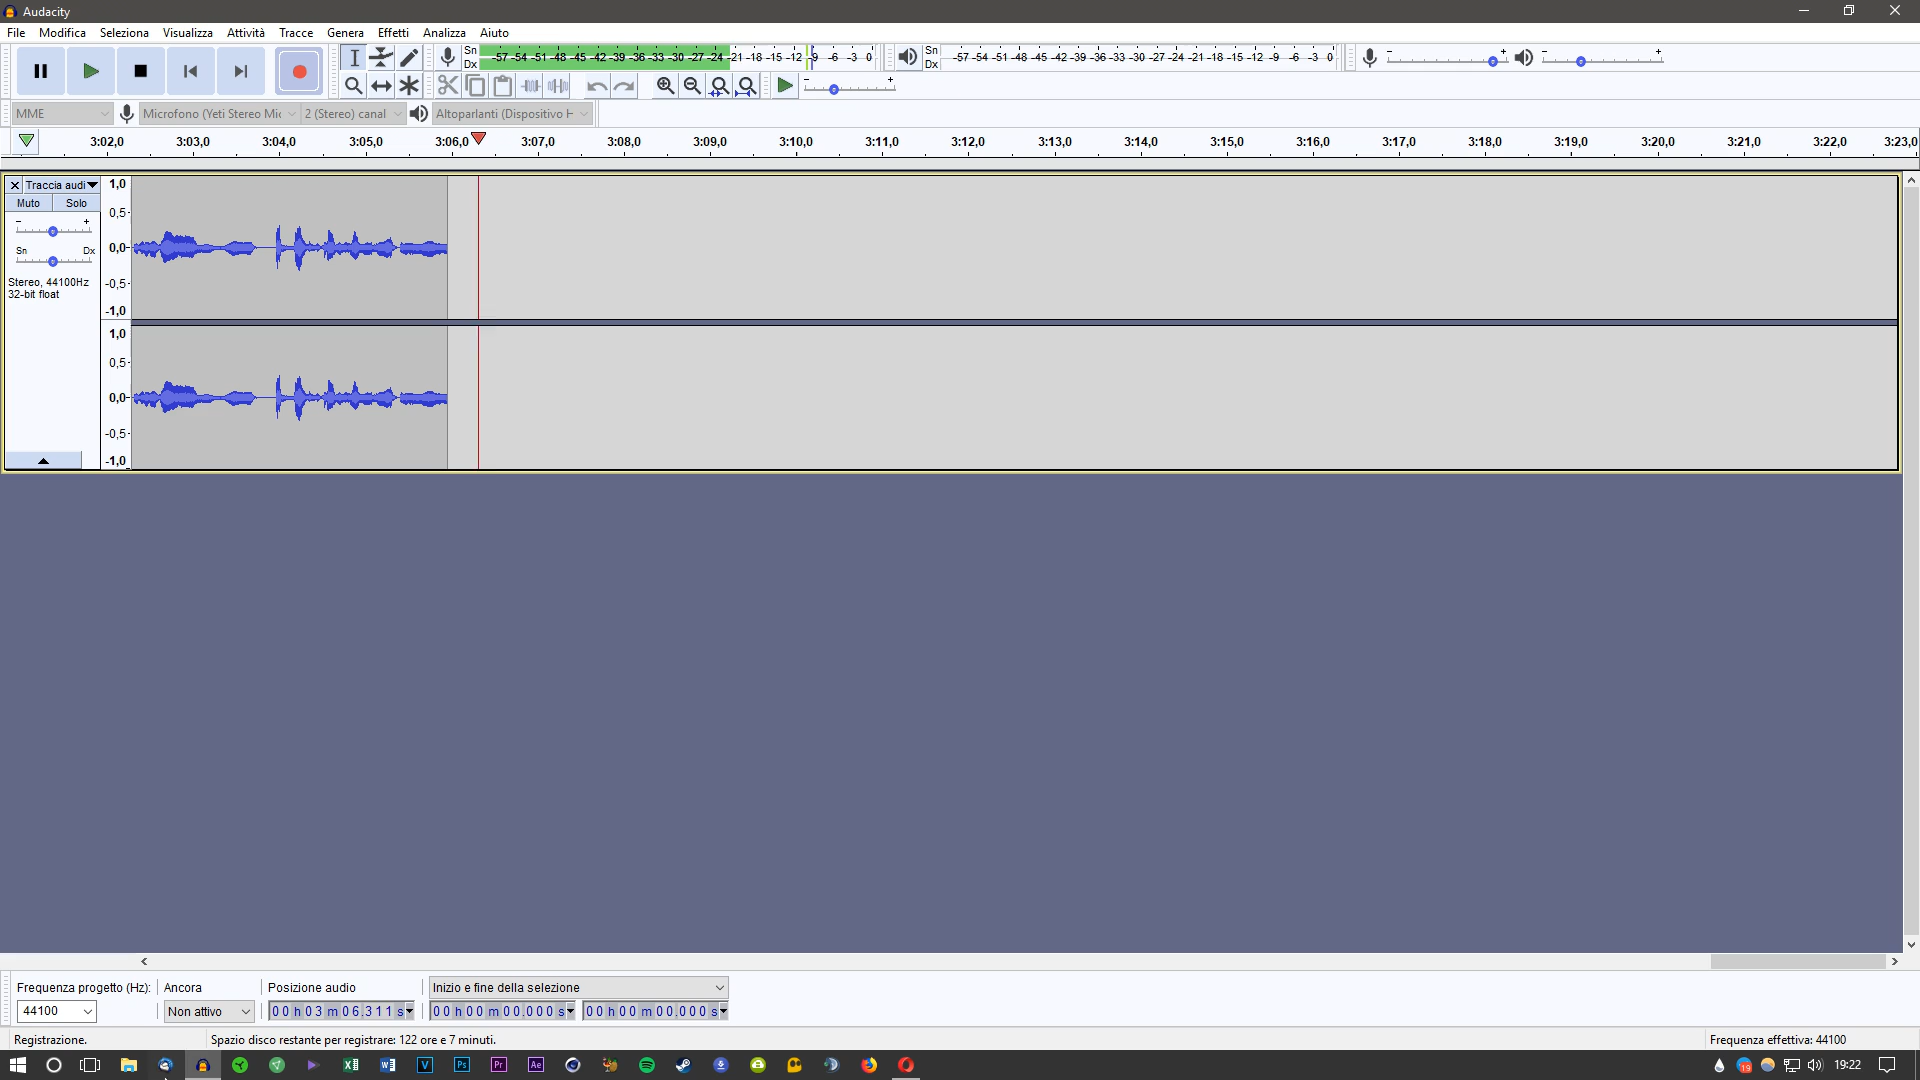 Audacity
File Modifica Seleziona Visualizza Attività Tracce Genera Effetti Analizza Aiuto
Sn -57 -54 -51 -48 -45 -42 -39 -36 -33 -30 -27 -24 -21 -18 -15 -12 -9 -6 -3 0
Dx
Sn -57 -54 -51 -48 -45 -42 -39 -36 -33 -30 -27 -24 -21 -18 -15 -12 -9 -6 -3 0
Dx
- + - +
- +
MME Microfono (Yeti Stereo Mic 2 (Stereo) canal Altoparlanti (Dispositivo H
3:02,0 3:03,0 3:04,0 3:05,0 3:06,0 3:07,0 3:08,0 3:09,0 3:10,0 3:11,0 3:12,0 3:13,0 3:14,0 3:15,0 3:16,0 3:17,0 3:18,0 3:19,0 3:20,0 3:21,0 3:22,0 3:23,0
Traccia audi
Muto Solo
- +
Sn Dx
Stereo, 44100Hz
32-bit float
1,0
0,5
0,0
-0,5
-1,0
1,0
0,5
0,0
-0,5
-1,0
Frequenza progetto (Hz): Ancora Posizione audio Inizio e fine della selezione
44100 Non attivo 00 h 03 m 06.311 s 00 h 00 m 00.000 s 00 h 00 m 00.000 s
Registrazione. Spazio disco restante per registrare: 122 ore e 7 minuti. Frequenza effettiva: 44100
V Ps Pr Ae 19 19:22